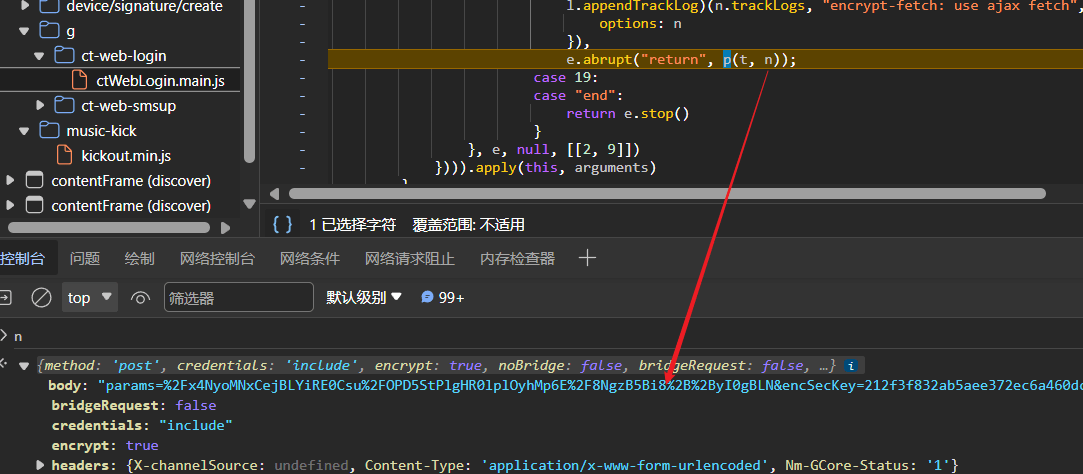 device/signature/create
g
ct-web-login
ctWebLogin.main.js
ct-web-smsup
music-kick
kickout.min.js
contentFrame (discover)
contentFrame (discover)
l.appendTrackLog)(n.trackLogs, "encrypt-fetch: use ajax fetch",
options: n
}),
e.abrupt("return", p(t, n));
case 19:
case "end":
return e.stop()
}
}, e, null, [[2, 9]])
}))).apply(this, arguments)
{ } 1 已选择字符 覆盖范围: 不适用
控制台 问题 绘制 网络控制台 网络条件 网络请求阻止 内存检查器 +
top 筛选器 默认级别 99+
> n
{method: 'post', credentials: 'include', encrypt: true, noBridge: false, bridgeRequest: false, …} i
body: "params=%2Fx4NyoMNxCejBLYiRE0Csu%2FOPD5StPlgHR01plOyhMp6E%2F8NgzB5Bi8%2B%2ByI0gBLN&encSecKey=212f3f832ab5aee372ec6a460dc
bridgeRequest: false
credentials: "include"
encrypt: true
headers: {X-channelSource: undefined, Content-Type: 'application/x-www-form-urlencoded', Nm-GCore-Status: '1'}